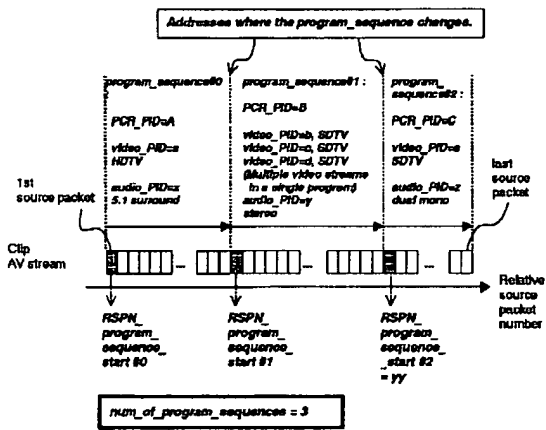 Addresses where the program_sequence changes.
program_sequence#0
PCR_PID=A
video_PID=a
HDTV
audio_PID=x
5.1 surround
program_sequence#1 :
PCR_PID=B
video_PID=b, SDTV
video_PID=c, SDTV
video_PID=d, SDTV
(Multiple video streams
in a single program)
audio_PID=y
stereo
program_
sequence#2 :
PCR_PID=C
video_PID=e
SDTV
audio_PID=z
dual mono
1st
source packet
last
source
packet
Clip
AV stream
... ... ...
Relative
source
packet
number
RSPN_
program_
sequence_
start #0
RSPN_
program_
sequence_
start #1
RSPN_
program_
sequence_
_start #2
= yy
num_of_program_sequences = 3